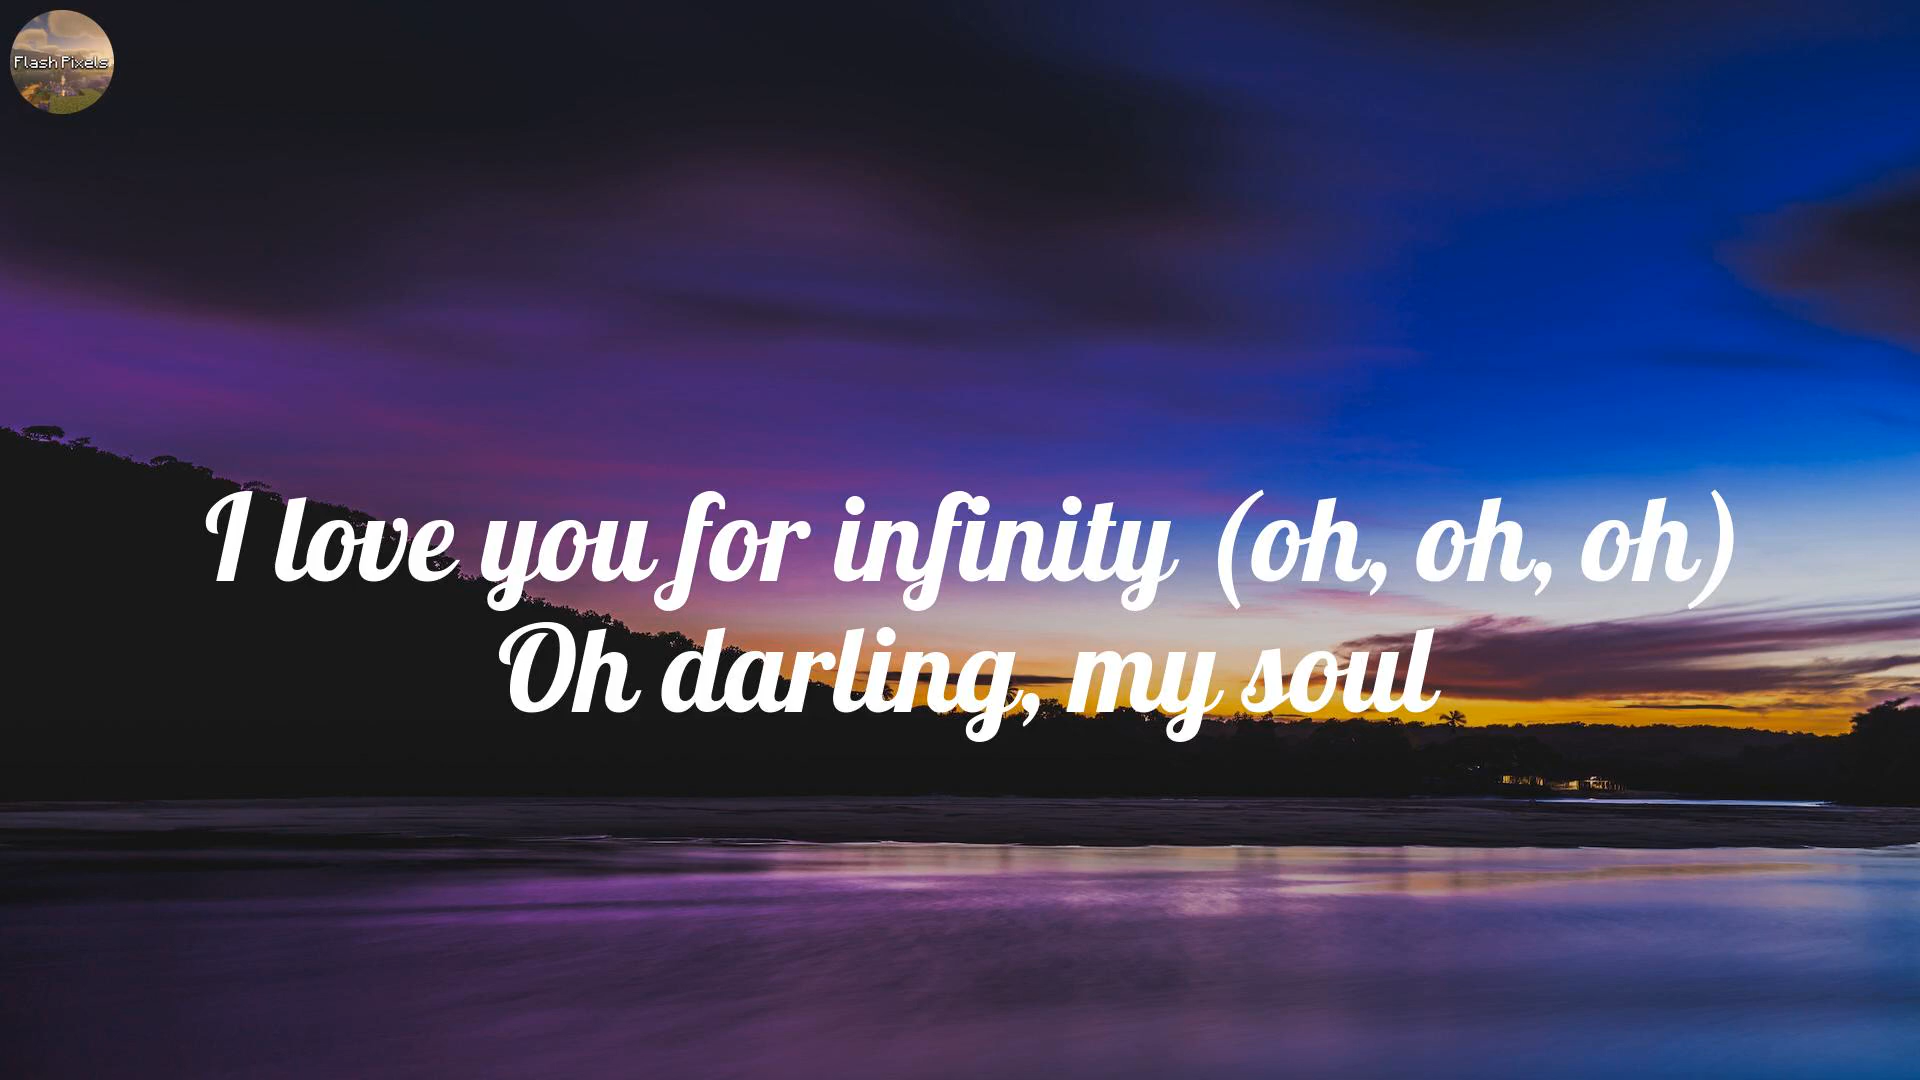 Flash Pixels
I love you for infinity (oh, oh, oh)
Oh darling, my soul